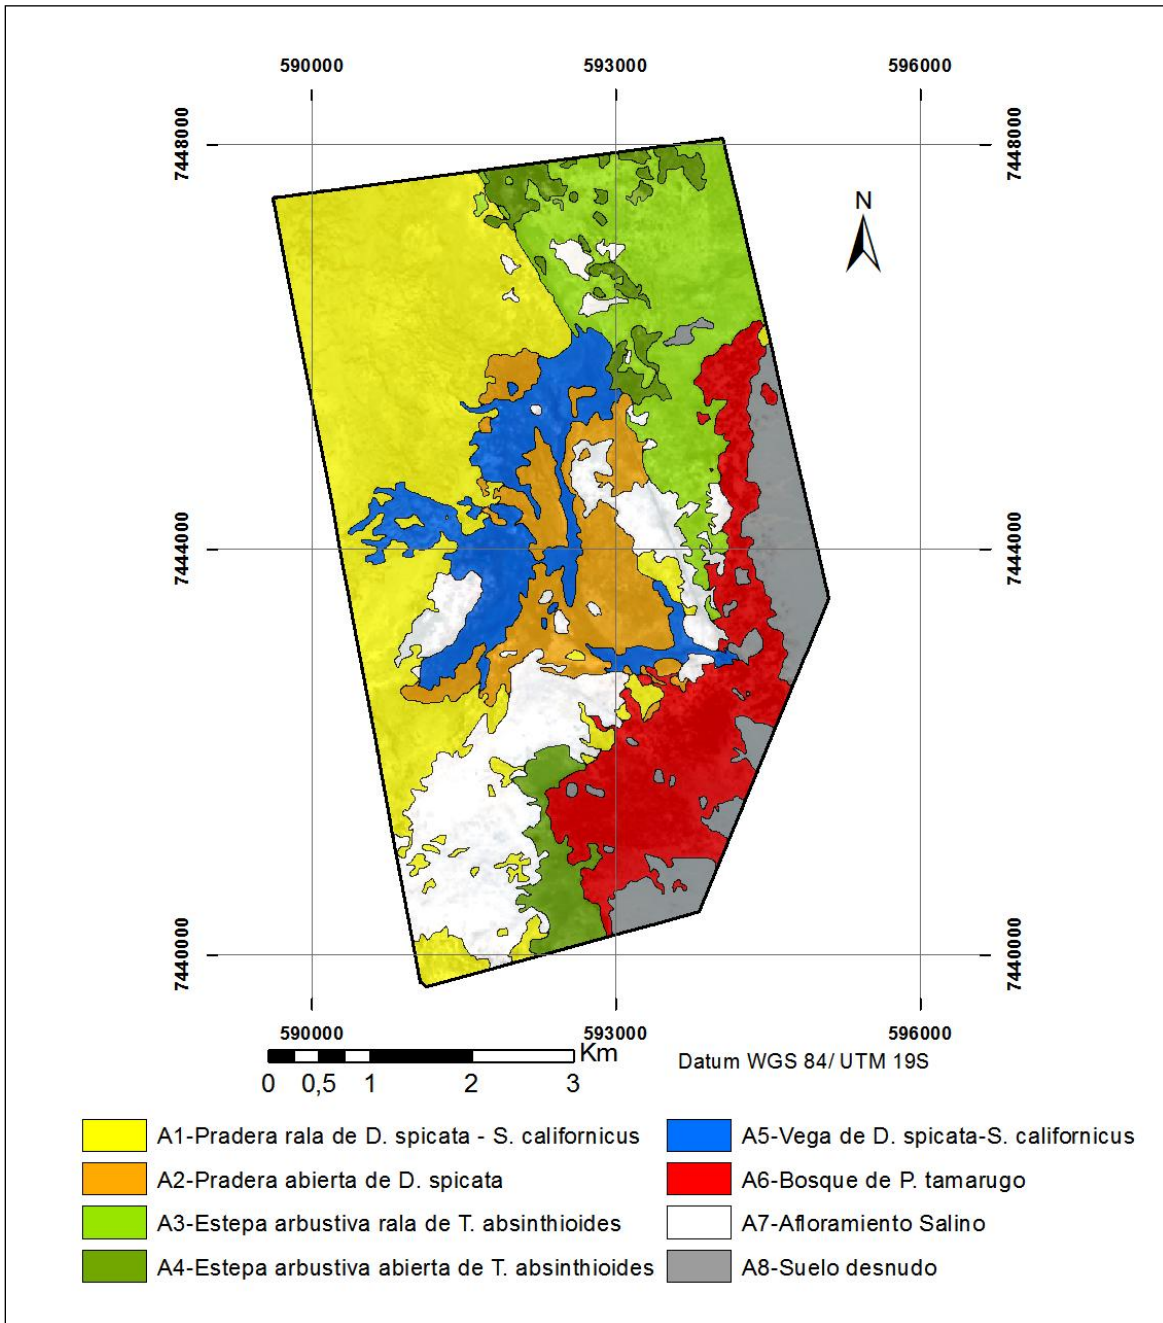 590000 593000 596000
7448000 7448000
N
7444000 7444000
7440000 7440000
590000 593000 596000
Km
0 0,5 1 2 3
Datum WGS 84/ UTM 19S
A1-Pradera rala de D. spicata - S. californicus
A2-Pradera abierta de D. spicata
A3-Estepa arbustiva rala de T. absinthioides
A4-Estepa arbustiva abierta de T. absinthioides
A5-Vega de D. spicata-S. californicus
A6-Bosque de P. tamarugo
A7-Afloramiento Salino
A8-Suelo desnudo